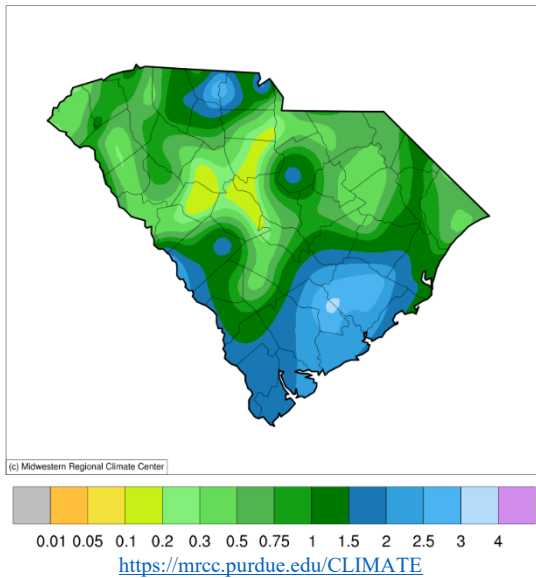 (c) Midwestern Regional Climate Center
0.01 0.05 0.1 0.2 0.3 0.5 0.75 1 1.5 2 2.5 3 4
https://mrcc.purdue.edu/CLIMATE